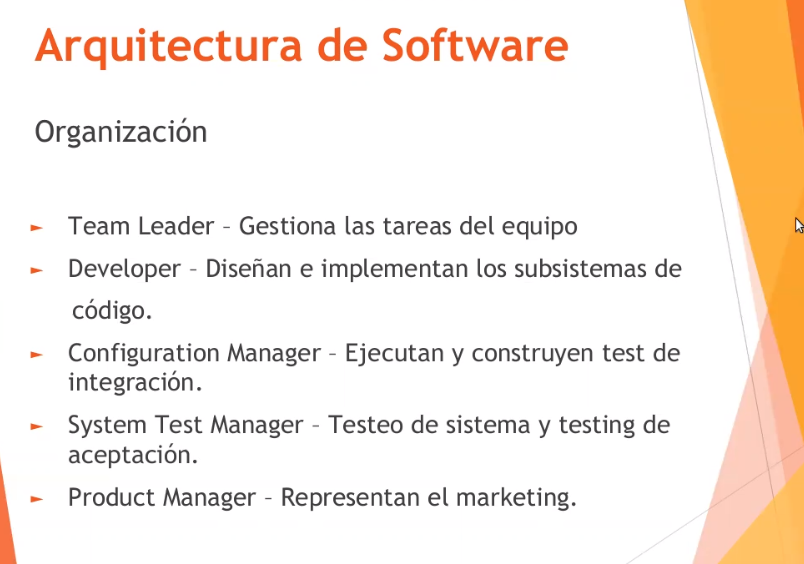 Arquitectura de Software
Organización
► Team Leader – Gestiona las tareas del equipo
► Developer – Diseñan e implementan los subsistemas de
código.
► Configuration Manager – Ejecutan y construyen test de
integración.
► System Test Manager – Testeo de sistema y testing de
aceptación.
► Product Manager – Representan el marketing.